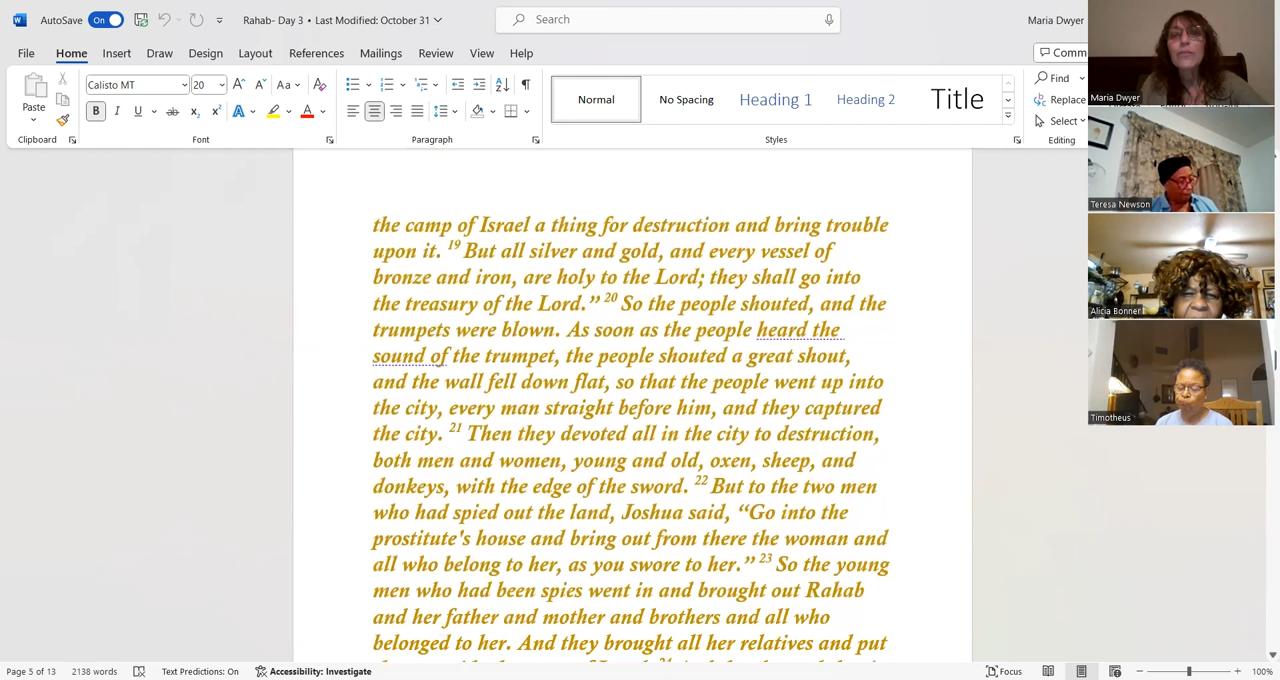 AutoSave On Rahab- Day 3 • Last Modified: October 31 Search Maria Dwyer
File Home Insert Draw Design Layout References Mailings Review View Help Comm
Paste Calisto MT 20 Aa Normal No Spacing Heading 1 Heading 2 Title Find Replace Select
Clipboard Font Paragraph Styles Editing
Maria Dwyer
Teresa Newson
Alicia Bonner
Timotheus
the camp of Israel a thing for destruction and bring trouble
upon it. 19 But all silver and gold, and every vessel of
bronze and iron, are holy to the Lord; they shall go into
the treasury of the Lord.” 20 So the people shouted, and the
trumpets were blown. As soon as the people heard the
sound of the trumpet, the people shouted a great shout,
and the wall fell down flat, so that the people went up into
the city, every man straight before him, and they captured
the city. 21 Then they devoted all in the city to destruction,
both men and women, young and old, oxen, sheep, and
donkeys, with the edge of the sword. 22 But to the two men
who had spied out the land, Joshua said, “Go into the
prostitute's house and bring out from there the woman and
all who belong to her, as you swore to her.” 23 So the young
men who had been spies went in and brought out Rahab
and her father and mother and brothers and all who
belonged to her. And they brought all her relatives and put
Page 5 of 13 2138 words Text Predictions: On Accessibility: Investigate Focus 100%